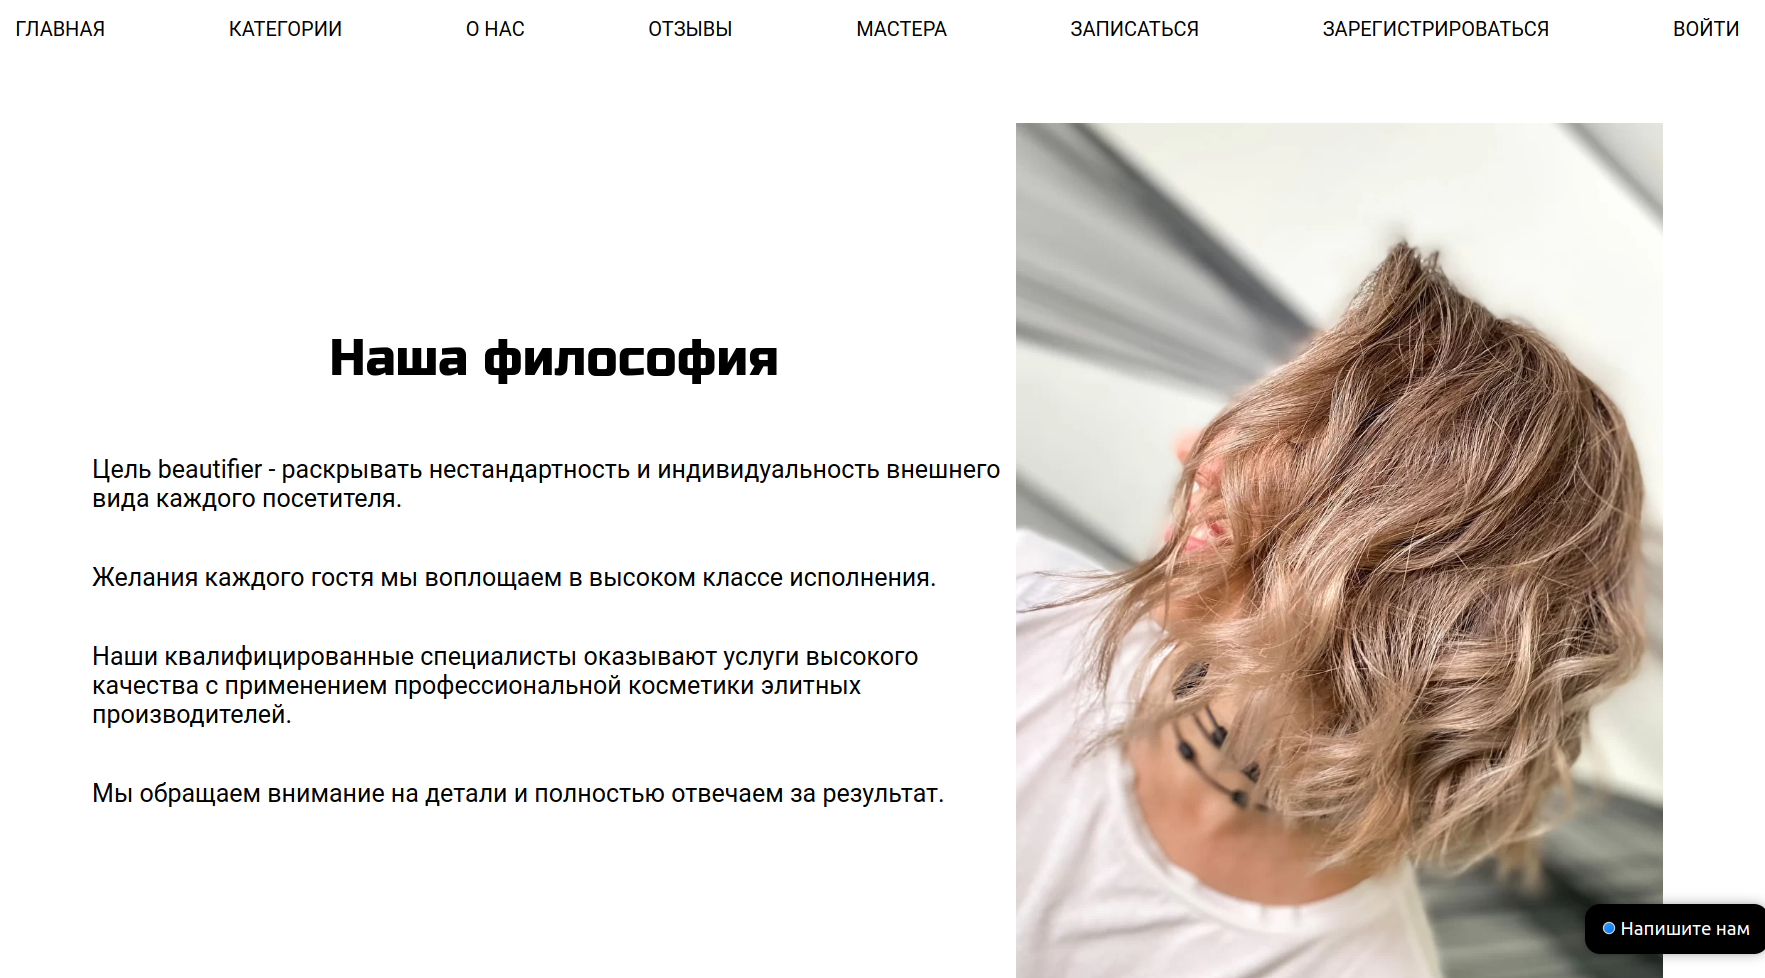 ГЛАВНАЯ КАТЕГОРИИ О НАС ОТЗЫВЫ МАСТЕРА ЗАПИСАТЬСЯ ЗАРЕГИСТРИРОВАТЬСЯ ВОЙТИ
Наша философия
Цель beautifier - раскрывать нестандартность и индивидуальность внешнего
вида каждого посетителя.
Желания каждого гостя мы воплощаем в высоком классе исполнения.
Наши квалифицированные специалисты оказывают услуги высокого
качества с применением профессиональной косметики элитных
производителей.
Мы обращаем внимание на детали и полностью отвечаем за результат.
Напишите нам